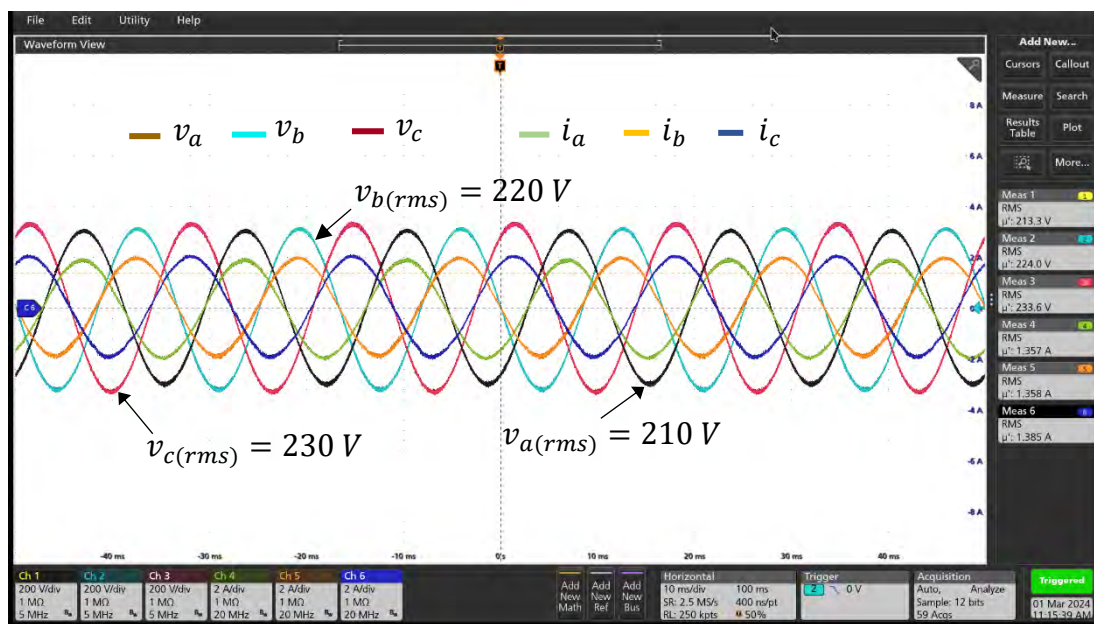 File Edit Utility Help
Waveform View
Add New...
Cursors Callout
Measure Search
Results Table Plot
More...
T
8 A
6 A
4 A
2 A
-2 A
-4 A
-6 A
-8 A
C 6
v_a v_b v_c i_a i_b i_c
v_b(rms) = 220 V
v_c(rms) = 230 V
v_a(rms) = 210 V
-40 ms -30 ms -20 ms -10 ms 0 s 10 ms 20 ms 30 ms 40 ms
Meas 1 1
RMS
µ': 213.3 V
Meas 2 2
RMS
µ': 224.0 V
Meas 3 3
RMS
µ': 233.6 V
Meas 4 4
RMS
µ': 1.357 A
Meas 5 5
RMS
µ': 1.358 A
Meas 6 6
RMS
µ': 1.385 A
Ch 1
200 V/div
1 MΩ
5 MHz
Ch 2
200 V/div
1 MΩ
5 MHz
Ch 3
200 V/div
1 MΩ
5 MHz
Ch 4
2 A/div
1 MΩ
20 MHz
Ch 5
2 A/div
1 MΩ
20 MHz
Ch 6
2 A/div
1 MΩ
20 MHz
Add New Math
Add New Ref
Add New Bus
Horizontal
10 ms/div 100 ms
SR: 2.5 MS/s 400 ns/pt
RL: 250 kpts 50%
Trigger
2 0 V
Acquisition
Auto, Analyze
Sample: 12 bits
59 Acqs
Triggered
01 Mar 2024
11:15:39 AM